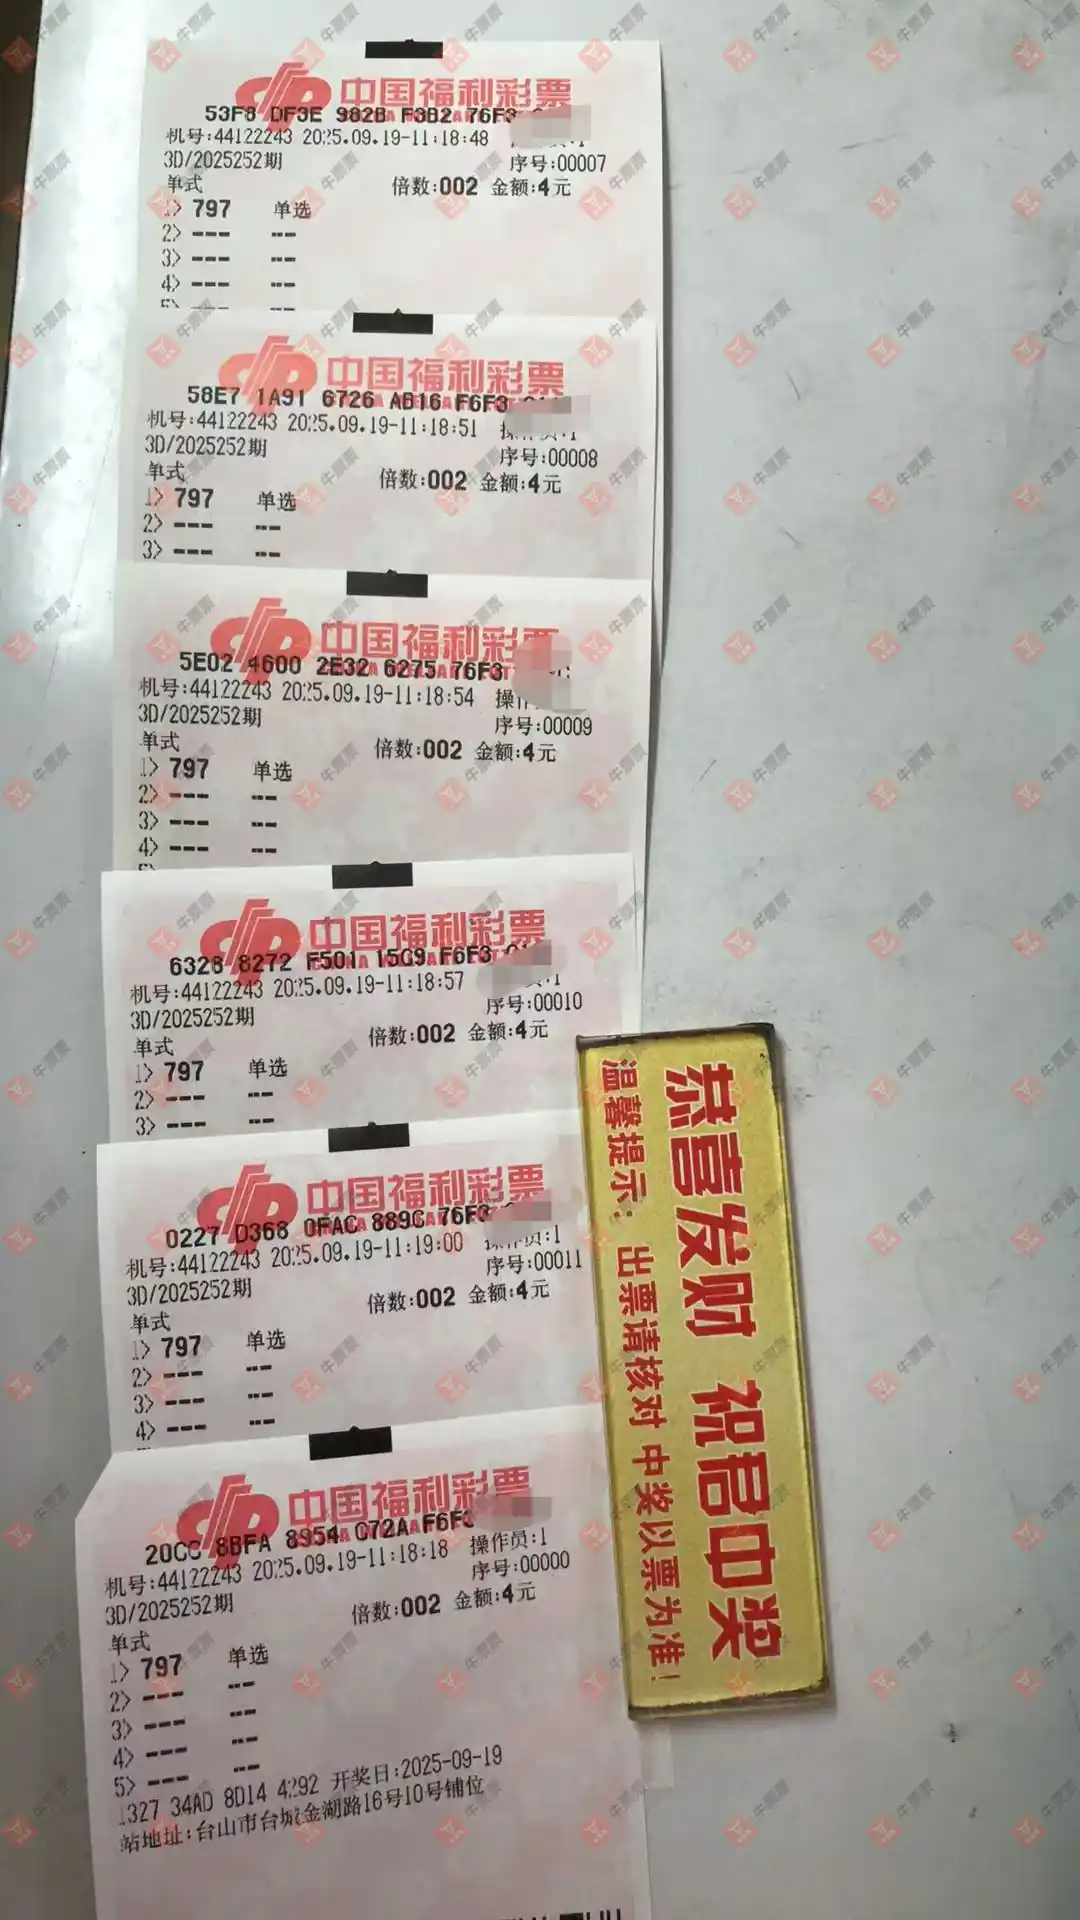 中国福利彩票
53F8 DF3E 982B F3B2 76F3
机号:44122243 2025.09.19-11:18:48
3D/2025252期 序号:00007
单式 倍数:002 金额:4元
1> 797 单选
2> --- --
3> --- --
4> --- --
5> --- --
中国福利彩票
58E7 1A91 6726 AB16 F6F3
机号:44122243 2025.09.19-11:18:51 操作员:1
3D/2025252期 序号:00008
单式 倍数:002 金额:4元
1> 797 单选
2> --- --
3> --- --
中国福利彩票
5E02 4600 2E32 6275 76F3
机号:44122243 2025.09.19-11:18:54 操作
3D/2025252期 序号:00009
单式 倍数:002 金额:4元
1> 797 单选
2> --- --
3> --- --
4> --- --
中国福利彩票
6328 8272 F501 15C9 F6F3
机号:44122243 2025.09.19-11:18:57
3D/2025252期 序号:00010
单式 倍数:002 金额:4元
1> 797 单选
2> --- --
3> --- --
中国福利彩票
0227 D368 0FAC 889C 76F3
机号:44122243 2025.09.19-11:19:00 操作员:1
3D/2025252期 序号:00011
单式 倍数:002 金额:4元
1> 797 单选
2> --- --
3> --- --
4> --- --
中国福利彩票
20CC 8BFA 8954 C72A F6F3
机号:44122243 2025.09.19-11:18:18 操作员:1
3D/2025252期 序号:00000
单式 倍数:002 金额:4元
1> 797 单选
2> --- --
3> --- --
4> --- --
5> --- --
1327 34AD 8D14 4292 开奖日:2025-09-19
站地址:台山市台城金湖路16号10号铺位
恭喜发财 祝君中奖
温馨提示: 出票请核对 中奖以票为准!
牛票票